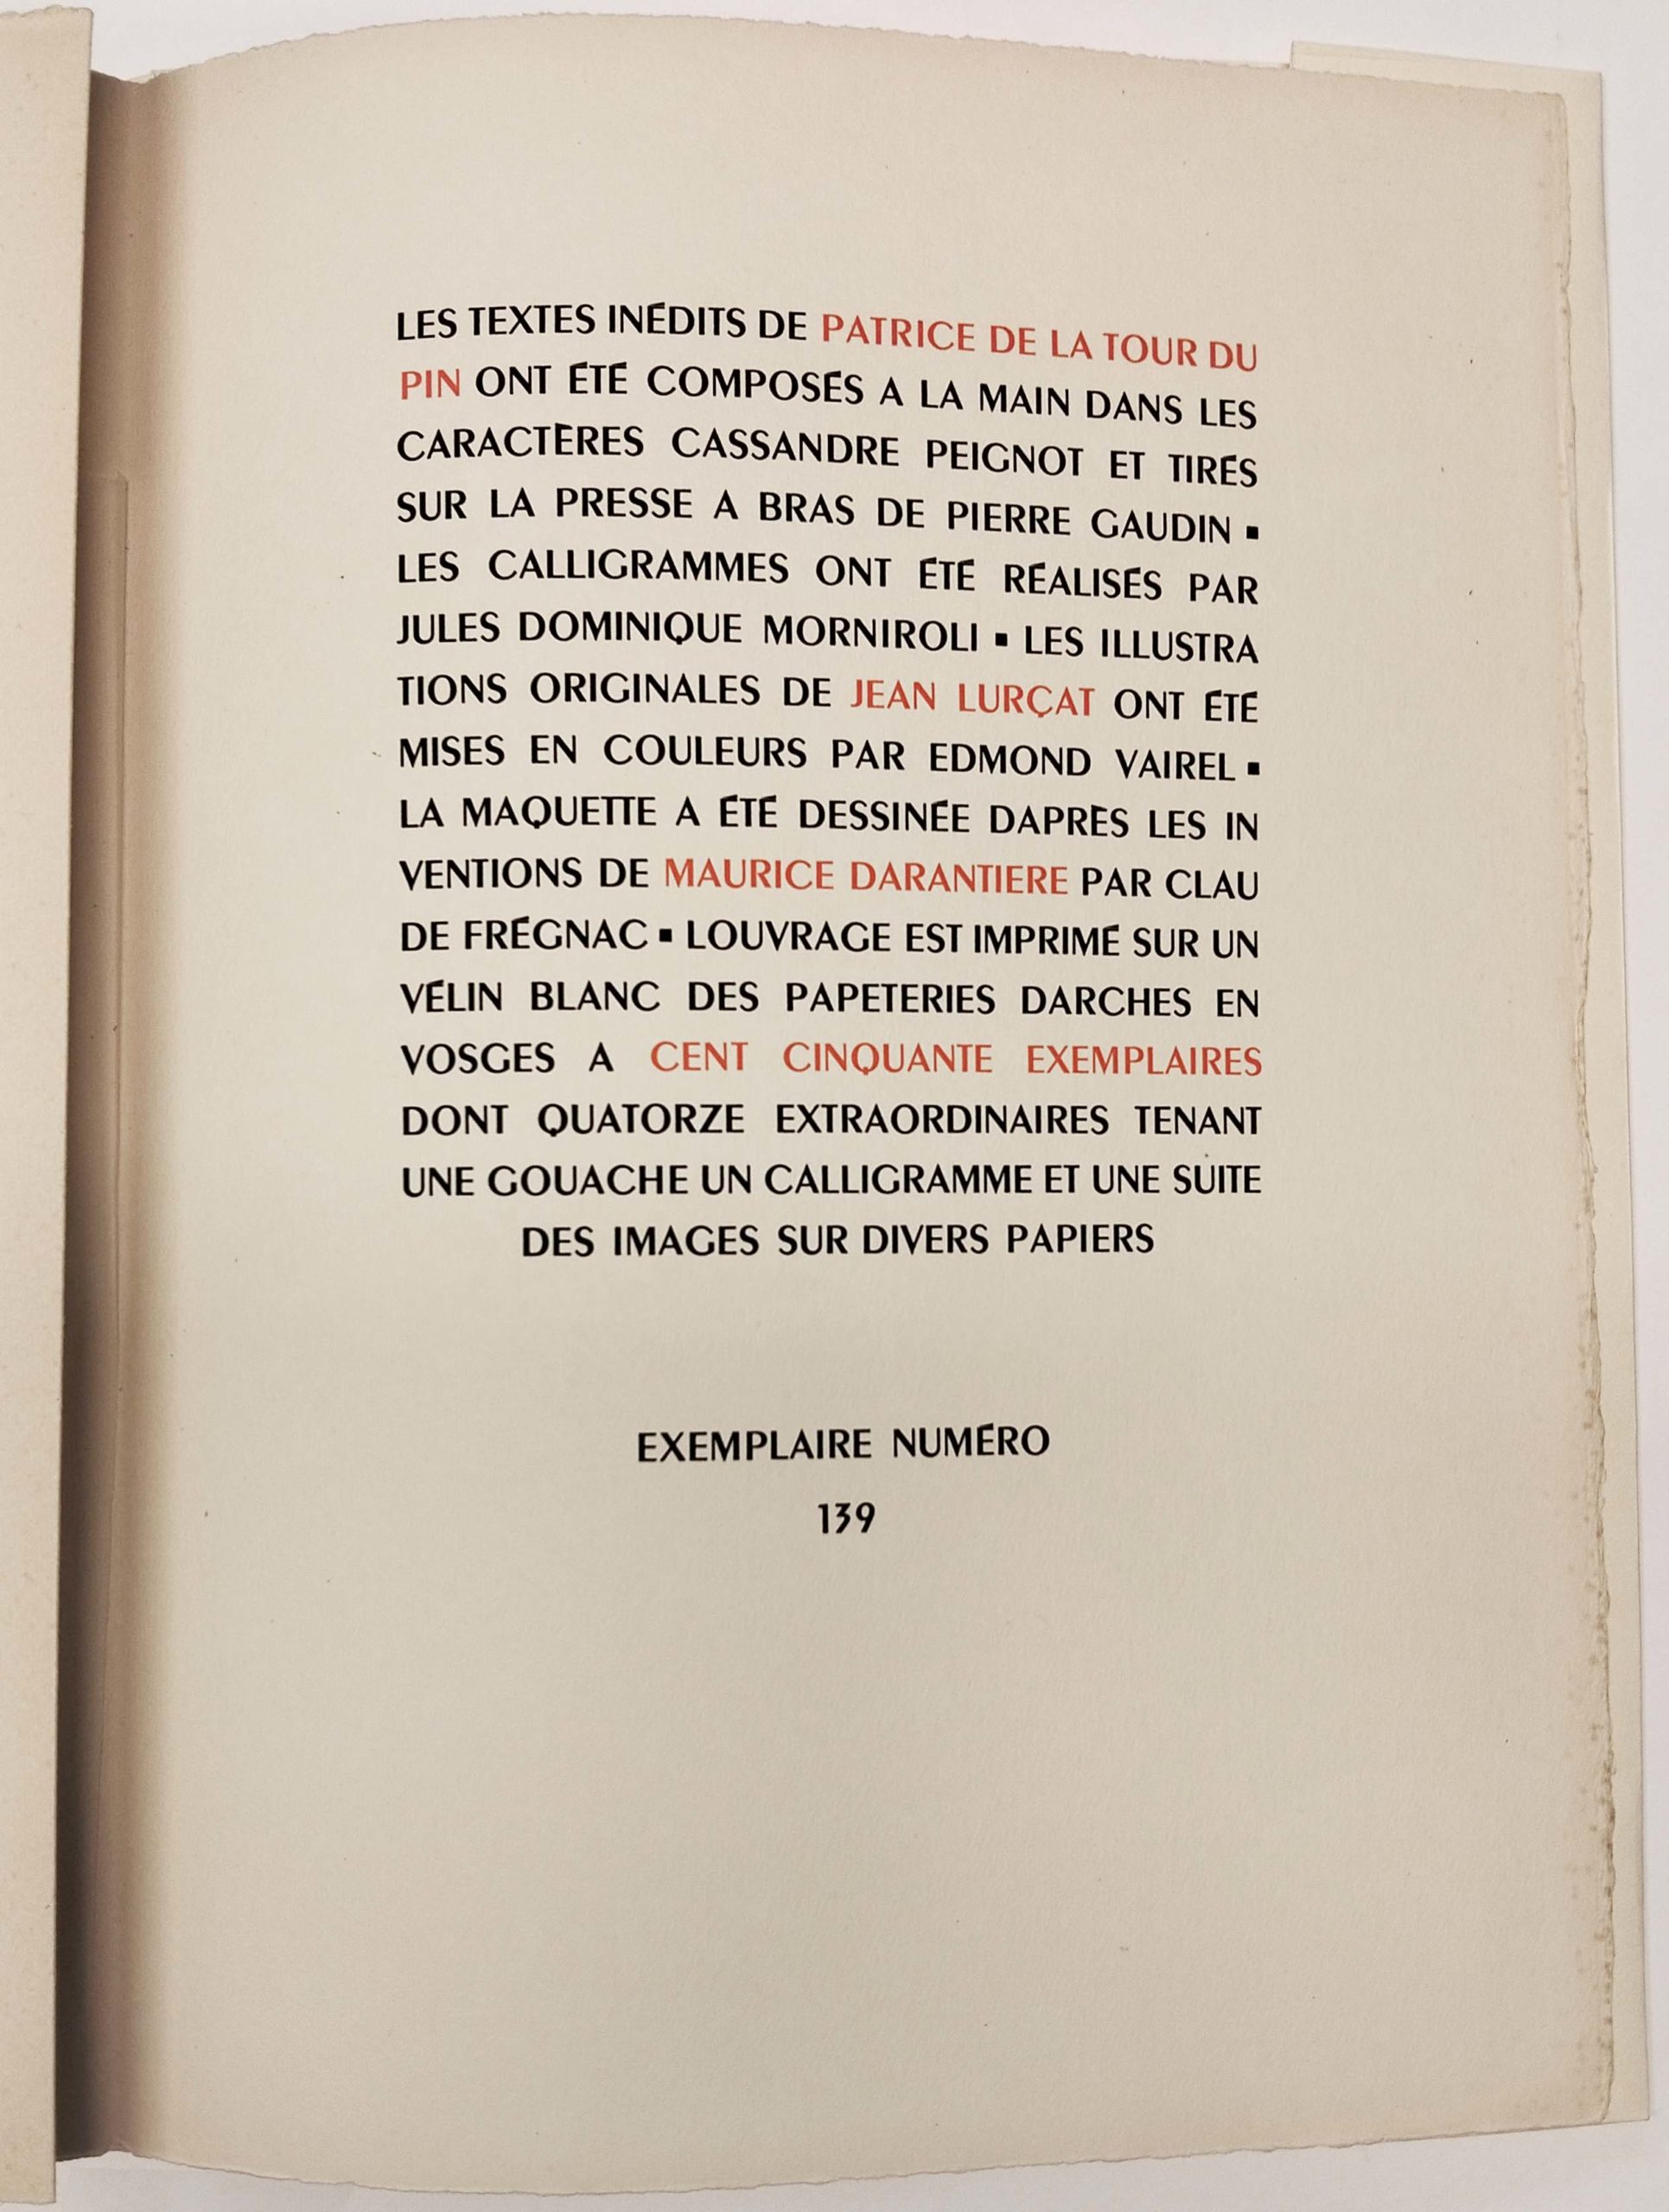 LES TEXTES INÉDITS DE PATRICE DE LA TOUR DU
PIN ONT ÉTÉ COMPOSÉS A LA MAIN DANS LES
CARACTÈRES CASSANDRE PEIGNOT ET TIRÉS
SUR LA PRESSE A BRAS DE PIERRE GAUDIN ▪
LES CALLIGRAMMES ONT ÉTÉ RÉALISÉS PAR
JULES DOMINIQUE MORNIROLI ▪ LES ILLUSTRA
TIONS ORIGINALES DE JEAN LURÇAT ONT ÉTÉ
MISES EN COULEURS PAR EDMOND VAIREL ▪
LA MAQUETTE A ÉTÉ DESSINÉE DAPRÈS LES IN
VENTIONS DE MAURICE DARANTIERE PAR CLAU
DE FRÉGNAC ▪ LOUVRAGE EST IMPRIMÉ SUR UN
VÉLIN BLANC DES PAPETERIES DARCHES EN
VOSGES A CENT CINQUANTE EXEMPLAIRES
DONT QUATORZE EXTRAORDINAIRES TENANT
UNE GOUACHE UN CALLIGRAMME ET UNE SUITE
DES IMAGES SUR DIVERS PAPIERS
EXEMPLAIRE NUMÉRO
139